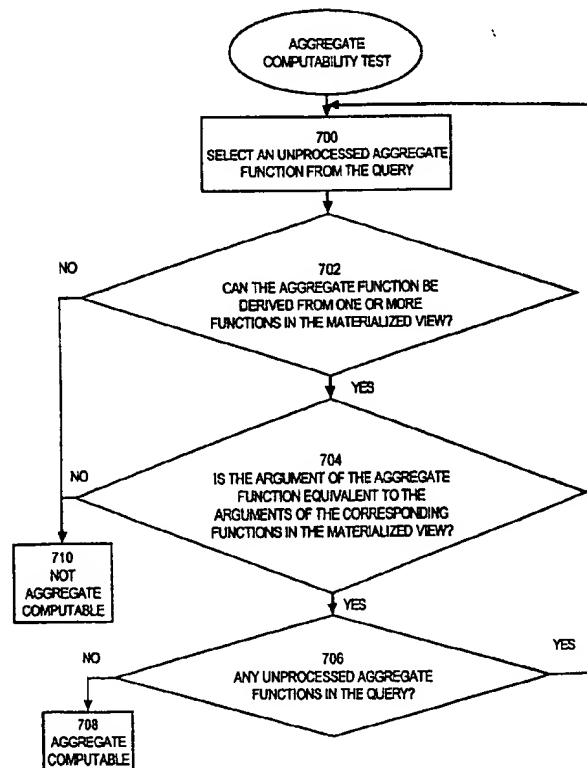 AGGREGATE
COMPUTABILITY TEST
700
SELECT AN UNPROCESSED AGGREGATE
FUNCTION FROM THE QUERY
NO
702
CAN THE AGGREGATE FUNCTION BE
DERIVED FROM ONE OR MORE
FUNCTIONS IN THE MATERIALIZED VIEW?
YES
NO
704
IS THE ARGUMENT OF THE AGGREGATE
FUNCTION EQUIVALENT TO THE
ARGUMENTS OF THE CORRESPONDING
FUNCTIONS IN THE MATERIALIZED VIEW?
710
NOT
AGGREGATE
COMPUTABLE
YES
NO
706
ANY UNPROCESSED AGGREGATE
FUNCTIONS IN THE QUERY?
YES
708
AGGREGATE
COMPUTABLE